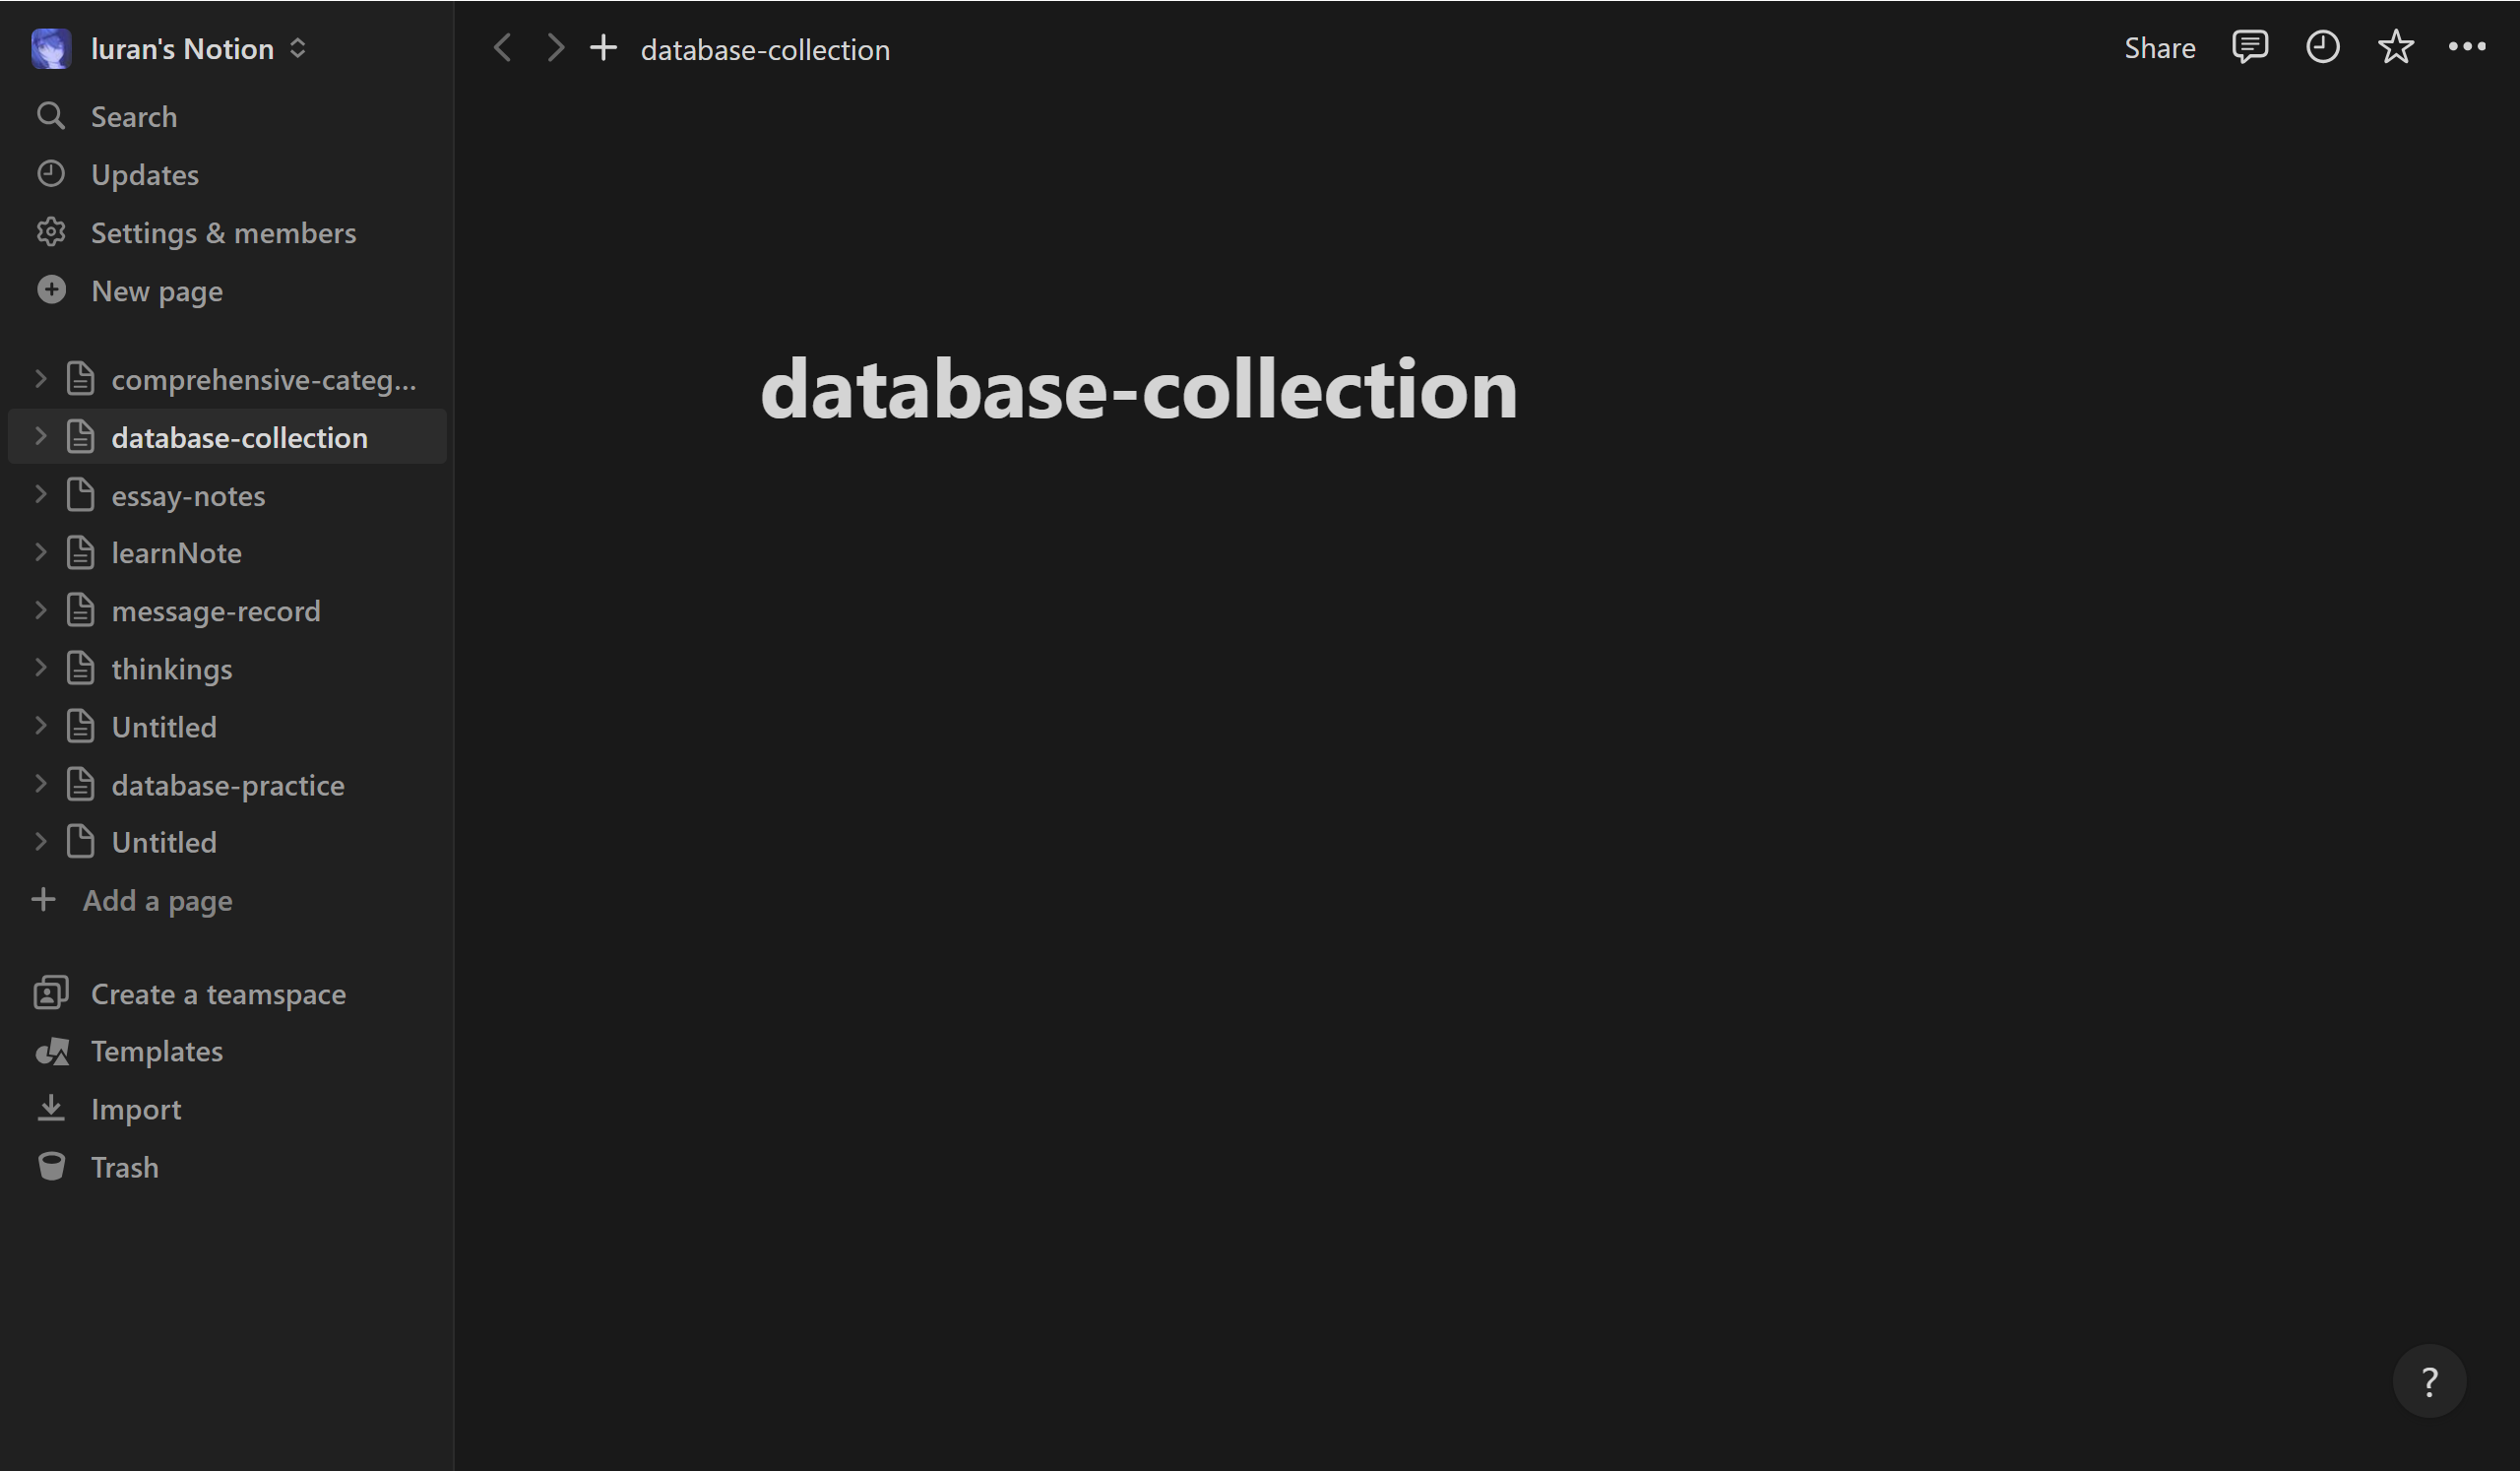 luran's Notion
Search
Updates
Settings & members
New page
comprehensive-categ...
database-collection
essay-notes
learnNote
message-record
thinkings
Untitled
database-practice
Untitled
Add a page
Create a teamspace
Templates
Import
Trash
database-collection
Share
database-collection
?